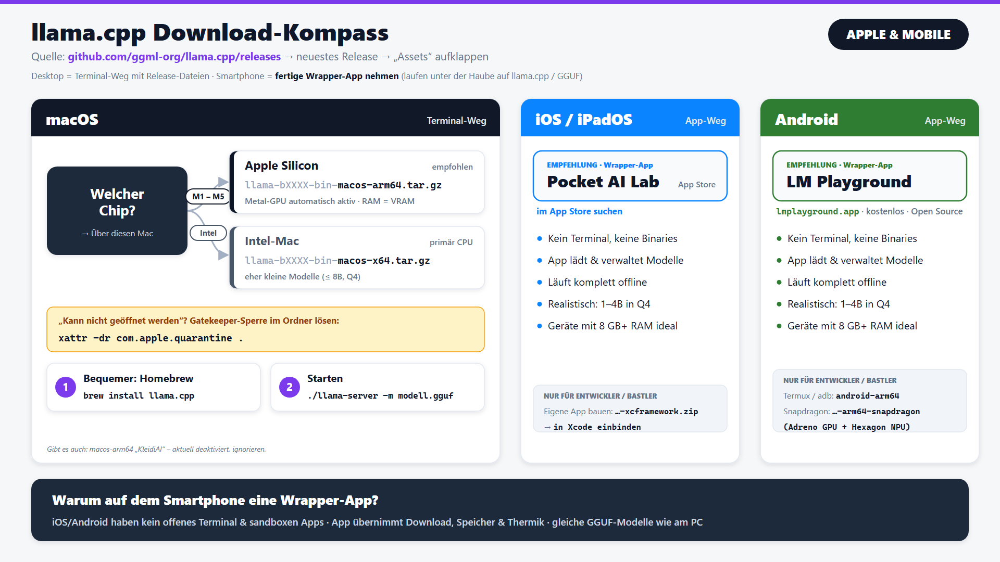 llama.cpp Download-Kompass
APPLE & MOBILE
Quelle: github.com/ggml-org/llama.cpp/releases → neuestes Release → „Assets“ aufklappen
Desktop = Terminal-Weg mit Release-Dateien · Smartphone = fertige Wrapper-App nehmen (laufen unter der Haube auf llama.cpp / GGUF)
macOS
Terminal-Weg
Welcher
Chip?
→ Über diesen Mac
M1 – M5
Intel
Apple Silicon
empfohlen
llama-bXXXX-bin-macos-arm64.tar.gz
Metal-GPU automatisch aktiv · RAM = VRAM
Intel-Mac
primär CPU
llama-bXXXX-bin-macos-x64.tar.gz
eher kleine Modelle (≤ 8B, Q4)
„Kann nicht geöffnet werden“? Gatekeeper-Sperre im Ordner lösen:
xattr -dr com.apple.quarantine .
1
Bequemer: Homebrew
brew install llama.cpp
2
Starten
./llama-server -m modell.gguf
Gibt es auch: macos-arm64 „KleidiAI“ – aktuell deaktiviert, ignorieren.
iOS / iPadOS
App-Weg
EMPFEHLUNG · Wrapper-App
Pocket AI Lab
App Store
im App Store suchen
Kein Terminal, keine Binaries
App lädt & verwaltet Modelle
Läuft komplett offline
Realistisch: 1–4B in Q4
Geräte mit 8 GB+ RAM ideal
NUR FÜR ENTWICKLER / BASTLER
Eigene App bauen: …-xcframework.zip
→ in Xcode einbinden
Android
App-Weg
EMPFEHLUNG · Wrapper-App
LM Playground
lmplayground.app · kostenlos · Open Source
Kein Terminal, keine Binaries
App lädt & verwaltet Modelle
Läuft komplett offline
Realistisch: 1–4B in Q4
Geräte mit 8 GB+ RAM ideal
NUR FÜR ENTWICKLER / BASTLER
Termux / adb: android-arm64
Snapdragon: …-arm64-snapdragon
(Adreno GPU + Hexagon NPU)
Warum auf dem Smartphone eine Wrapper-App?
iOS/Android haben kein offenes Terminal & sandboxen Apps · App übernimmt Download, Speicher & Thermik · gleiche GGUF-Modelle wie am PC